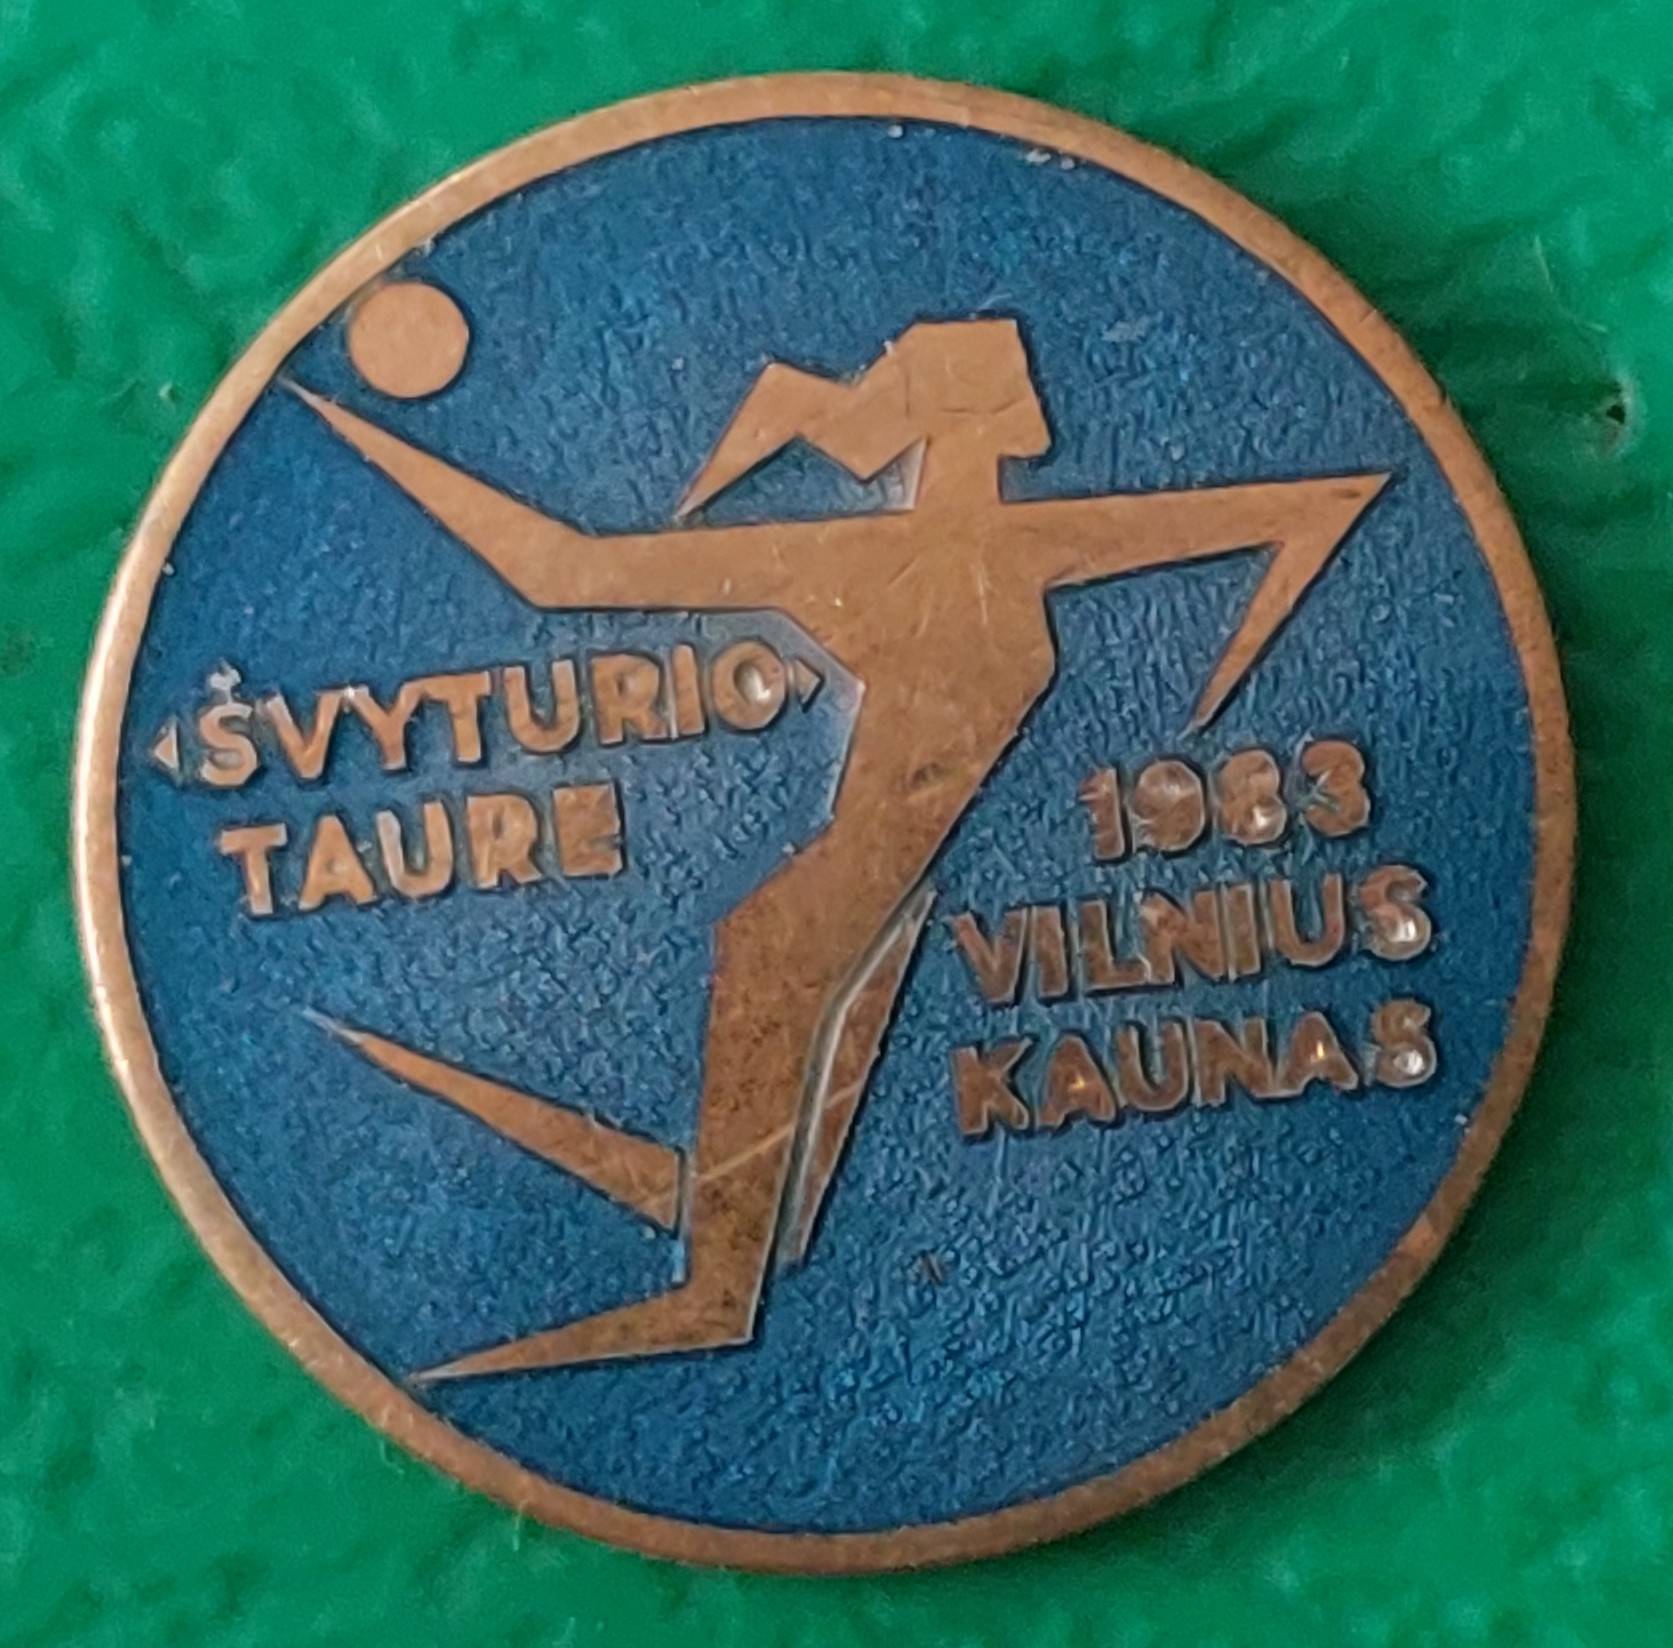 ‹ŠVYTURIO›
TAURE
1983
VILNIUS
KAUNAS